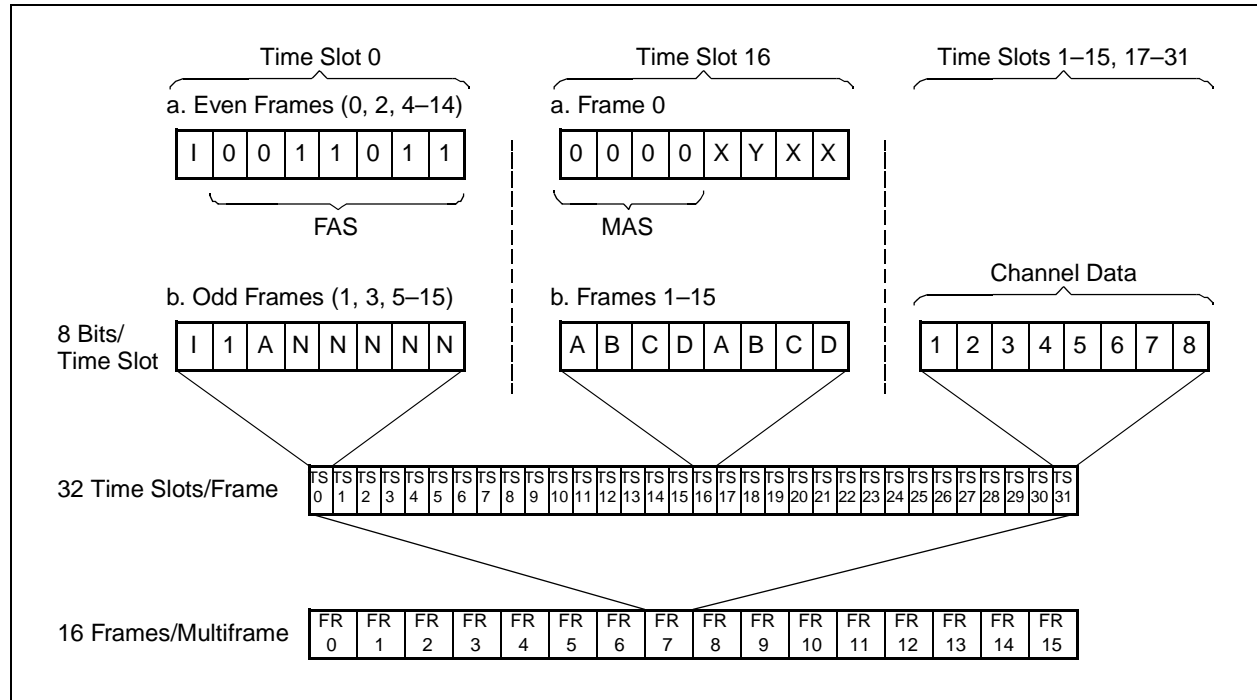 Time Slot 0
Time Slot 16
Time Slots 1–15, 17–31
a. Even Frames (0, 2, 4–14)
a. Frame 0
I 0 0 1 1 0 1 1
0 0 0 0 X Y X X
FAS
MAS
Channel Data
b. Odd Frames (1, 3, 5–15)
b. Frames 1–15
8 Bits/
Time Slot
I 1 A N N N N N
A B C D A B C D
1 2 3 4 5 6 7 8
32 Time Slots/Frame
TS TS TS TS TS TS TS TS TS TS TS TS TS TS TS TS TS TS TS TS TS TS TS TS TS TS TS TS TS TS TS TS
0 1 2 3 4 5 6 7 8 9 10 11 12 13 14 15 16 17 18 19 20 21 22 23 24 25 26 27 28 29 30 31
16 Frames/Multiframe
FR FR FR FR FR FR FR FR FR FR FR FR FR FR FR FR
0 1 2 3 4 5 6 7 8 9 10 11 12 13 14 15